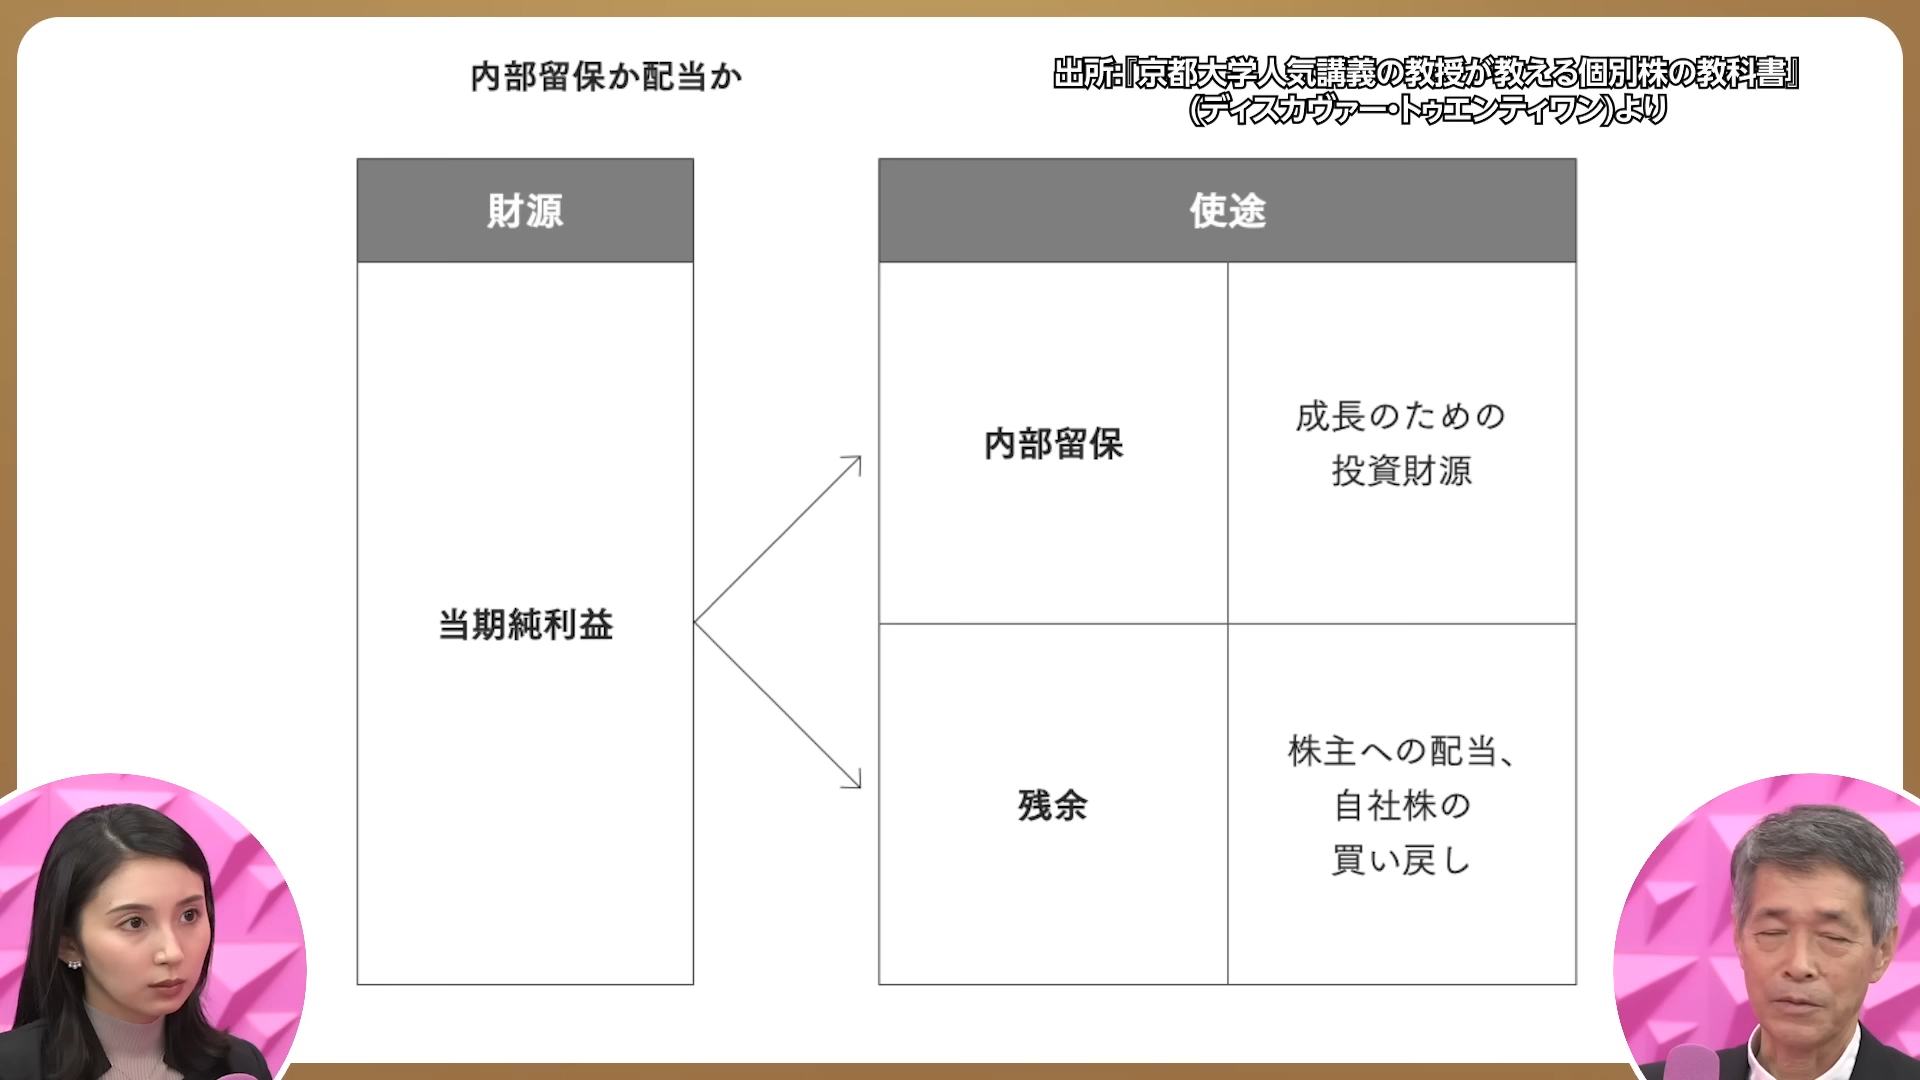 内部留保か配当か
出所:『京都大学人気講義の教授が教える個別株の教科書』
(ディスカヴァー・トゥエンティワン)より
財源
使途
当期純利益
内部留保
成長のための
投資財源
残余
株主への配当、
自社株の
買い戻し